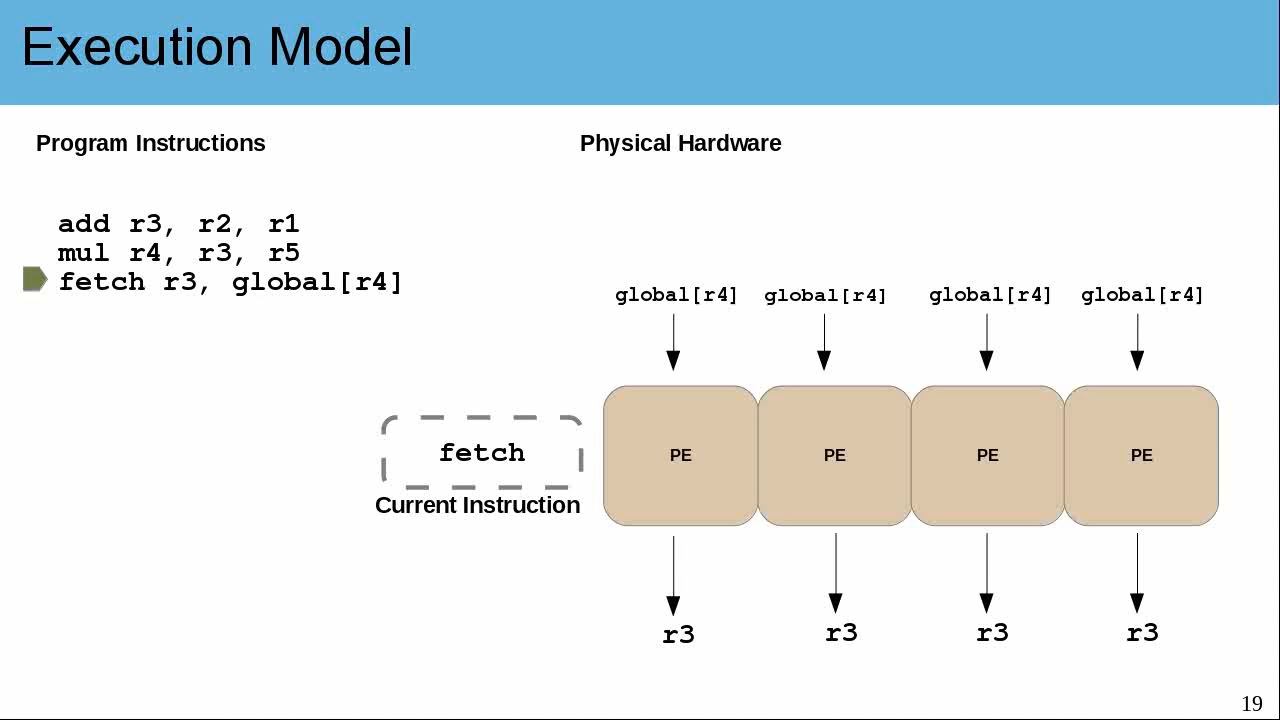 Execution Model
Program Instructions
Physical Hardware
add r3, r2, r1
mul r4, r3, r5
fetch r3, global[r4]
global[r4] global[r4] global[r4] global[r4]
fetch
Current Instruction
PE PE PE PE
r3 r3 r3 r3
19